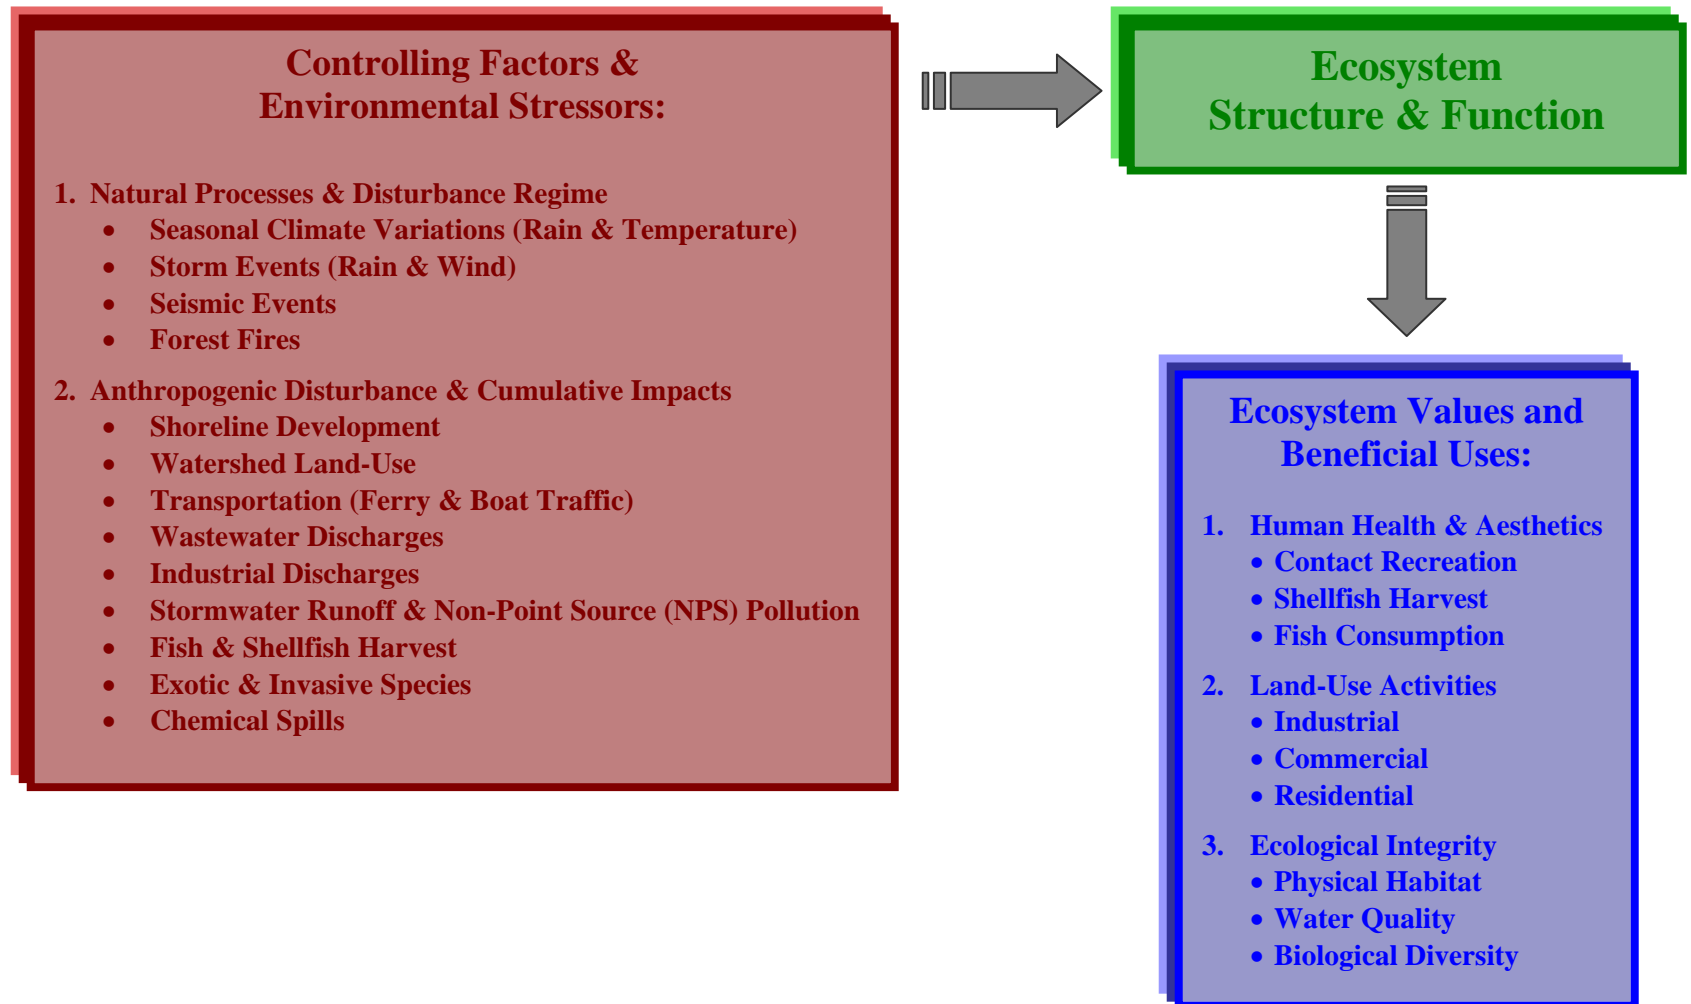 Controlling Factors &
Environmental Stressors:
1. Natural Processes & Disturbance Regime
• Seasonal Climate Variations (Rain & Temperature)
• Storm Events (Rain & Wind)
• Seismic Events
• Forest Fires
2. Anthropogenic Disturbance & Cumulative Impacts
• Shoreline Development
• Watershed Land-Use
• Transportation (Ferry & Boat Traffic)
• Wastewater Discharges
• Industrial Discharges
• Stormwater Runoff & Non-Point Source (NPS) Pollution
• Fish & Shellfish Harvest
• Exotic & Invasive Species
• Chemical Spills
Ecosystem
Structure & Function
Ecosystem Values and
Beneficial Uses:
1. Human Health & Aesthetics
• Contact Recreation
• Shellfish Harvest
• Fish Consumption
2. Land-Use Activities
• Industrial
• Commercial
• Residential
3. Ecological Integrity
• Physical Habitat
• Water Quality
• Biological Diversity